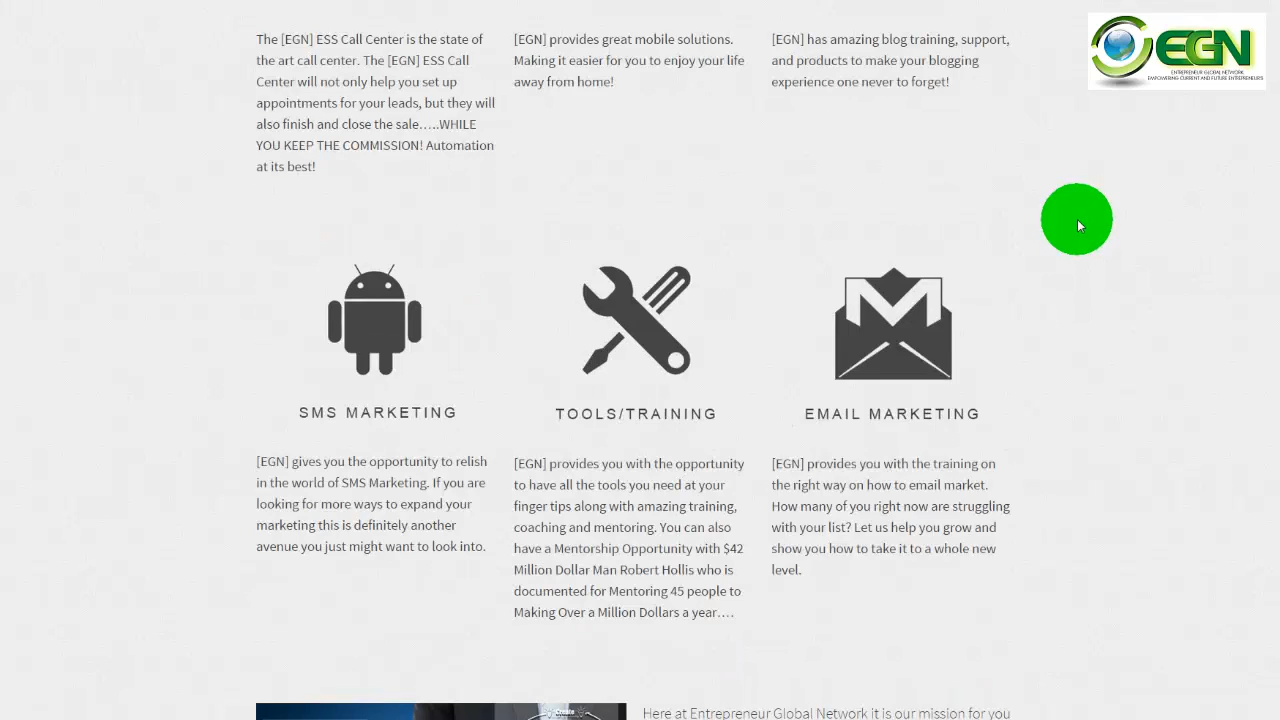 The [EGN] ESS Call Center is the state of
the art call center. The [EGN] ESS Call
Center will not only help you set up
appointments for your leads, but they will
also finish and close the sale…..WHILE
YOU KEEP THE COMMISSION! Automation
at its best!
[EGN] provides great mobile solutions.
Making it easier for you to enjoy your life
away from home!
[EGN] has amazing blog training, support,
and products to make your blogging
experience one never to forget!
EGN
ENTREPRENEUR GLOBAL NETWORK
EMPOWERING CURRENT AND FUTURE ENTREPRENEURS
SMS MARKETING
[EGN] gives you the opportunity to relish
in the world of SMS Marketing. If you are
looking for more ways to expand your
marketing this is definitely another
avenue you just might want to look into.
TOOLS/TRAINING
[EGN] provides you with the opportunity
to have all the tools you need at your
finger tips along with amazing training,
coaching and mentoring. You can also
have a Mentorship Opportunity with $42
Million Dollar Man Robert Hollis who is
documented for Mentoring 45 people to
Making Over a Million Dollars a year….
EMAIL MARKETING
[EGN] provides you with the training on
the right way on how to email market.
How many of you right now are struggling
with your list? Let us help you grow and
show you how to take it to a whole new
level.
Create
Here at Entrepreneur Global Network it is our mission for you